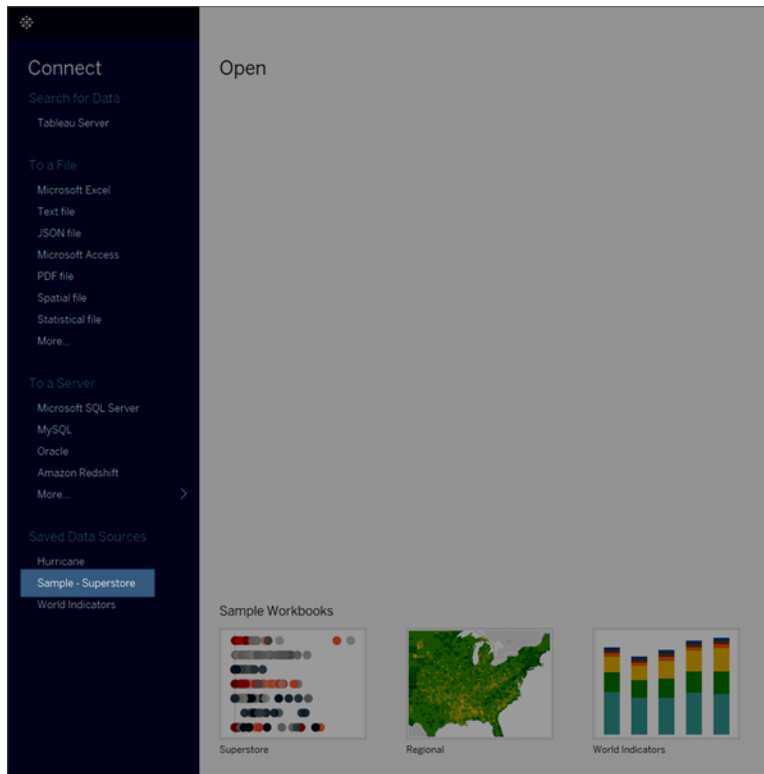 Connect
Search for Data
Tableau Server
To a File
Microsoft Excel
Text file
JSON file
Microsoft Access
PDF file
Spatial file
Statistical file
More...
To a Server
Microsoft SQL Server
MySQL
Oracle
Amazon Redshift
More...
Saved Data Sources
Hurricane
Sample - Superstore
World Indicators
Open
Sample Workbooks
Superstore
Regional
World Indicators